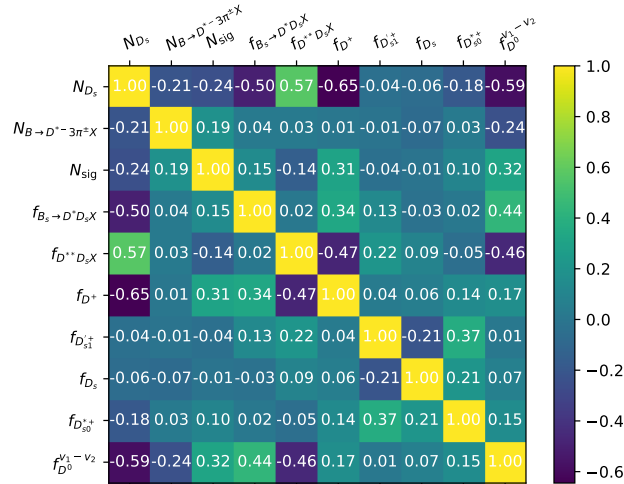 N_{D_s} N_{B→D^{*-}3π^±X} N_sig f_{B_s→D^*D_sX} f_{D^{**}D_sX} f_{D^+} f_{D_{s1}^{'+}} f_{D_s} f_{D_{s0}^{*+}} f_{D^0}^{v_1-v_2}
N_{D_s} 1.00 -0.21 -0.24 -0.50 0.57 -0.65 -0.04 -0.06 -0.18 -0.59
N_{B→D^{*-}3π^±X} -0.21 1.00 0.19 0.04 0.03 0.01 -0.01 -0.07 0.03 -0.24
N_sig -0.24 0.19 1.00 0.15 -0.14 0.31 -0.04 -0.01 0.10 0.32
f_{B_s→D^*D_sX} -0.50 0.04 0.15 1.00 0.02 0.34 0.13 -0.03 0.02 0.44
f_{D^{**}D_sX} 0.57 0.03 -0.14 0.02 1.00 -0.47 0.22 0.09 -0.05 -0.46
f_{D^+} -0.65 0.01 0.31 0.34 -0.47 1.00 0.04 0.06 0.14 0.17
f_{D_{s1}^{'+}} -0.04 -0.01 -0.04 0.13 0.22 0.04 1.00 -0.21 0.37 0.01
f_{D_s} -0.06 -0.07 -0.01 -0.03 0.09 0.06 -0.21 1.00 0.21 0.07
f_{D_{s0}^{*+}} -0.18 0.03 0.10 0.02 -0.05 0.14 0.37 0.21 1.00 0.15
f_{D^0}^{v_1-v_2} -0.59 -0.24 0.32 0.44 -0.46 0.17 0.01 0.07 0.15 1.00
1.0
0.8
0.6
0.4
0.2
0.0
−0.2
−0.4
−0.6